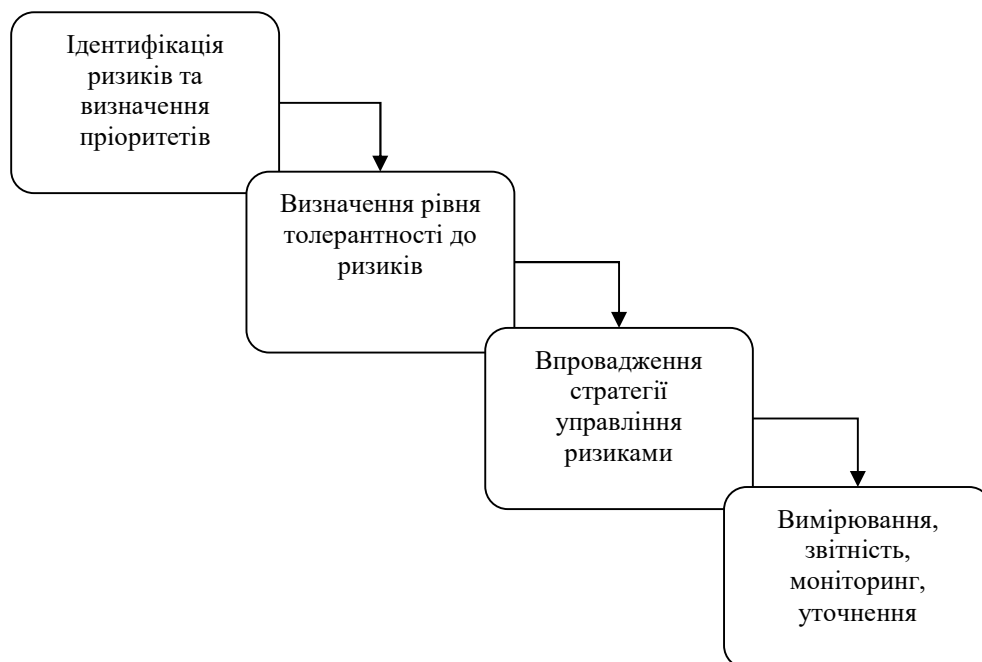 Ідентифікація
ризиків та
визначення
пріоритетів
Визначення рівня
толерантності до
ризиків
Впровадження
стратегії
управління
ризиками
Вимірювання,
звітність,
моніторинг,
уточнення